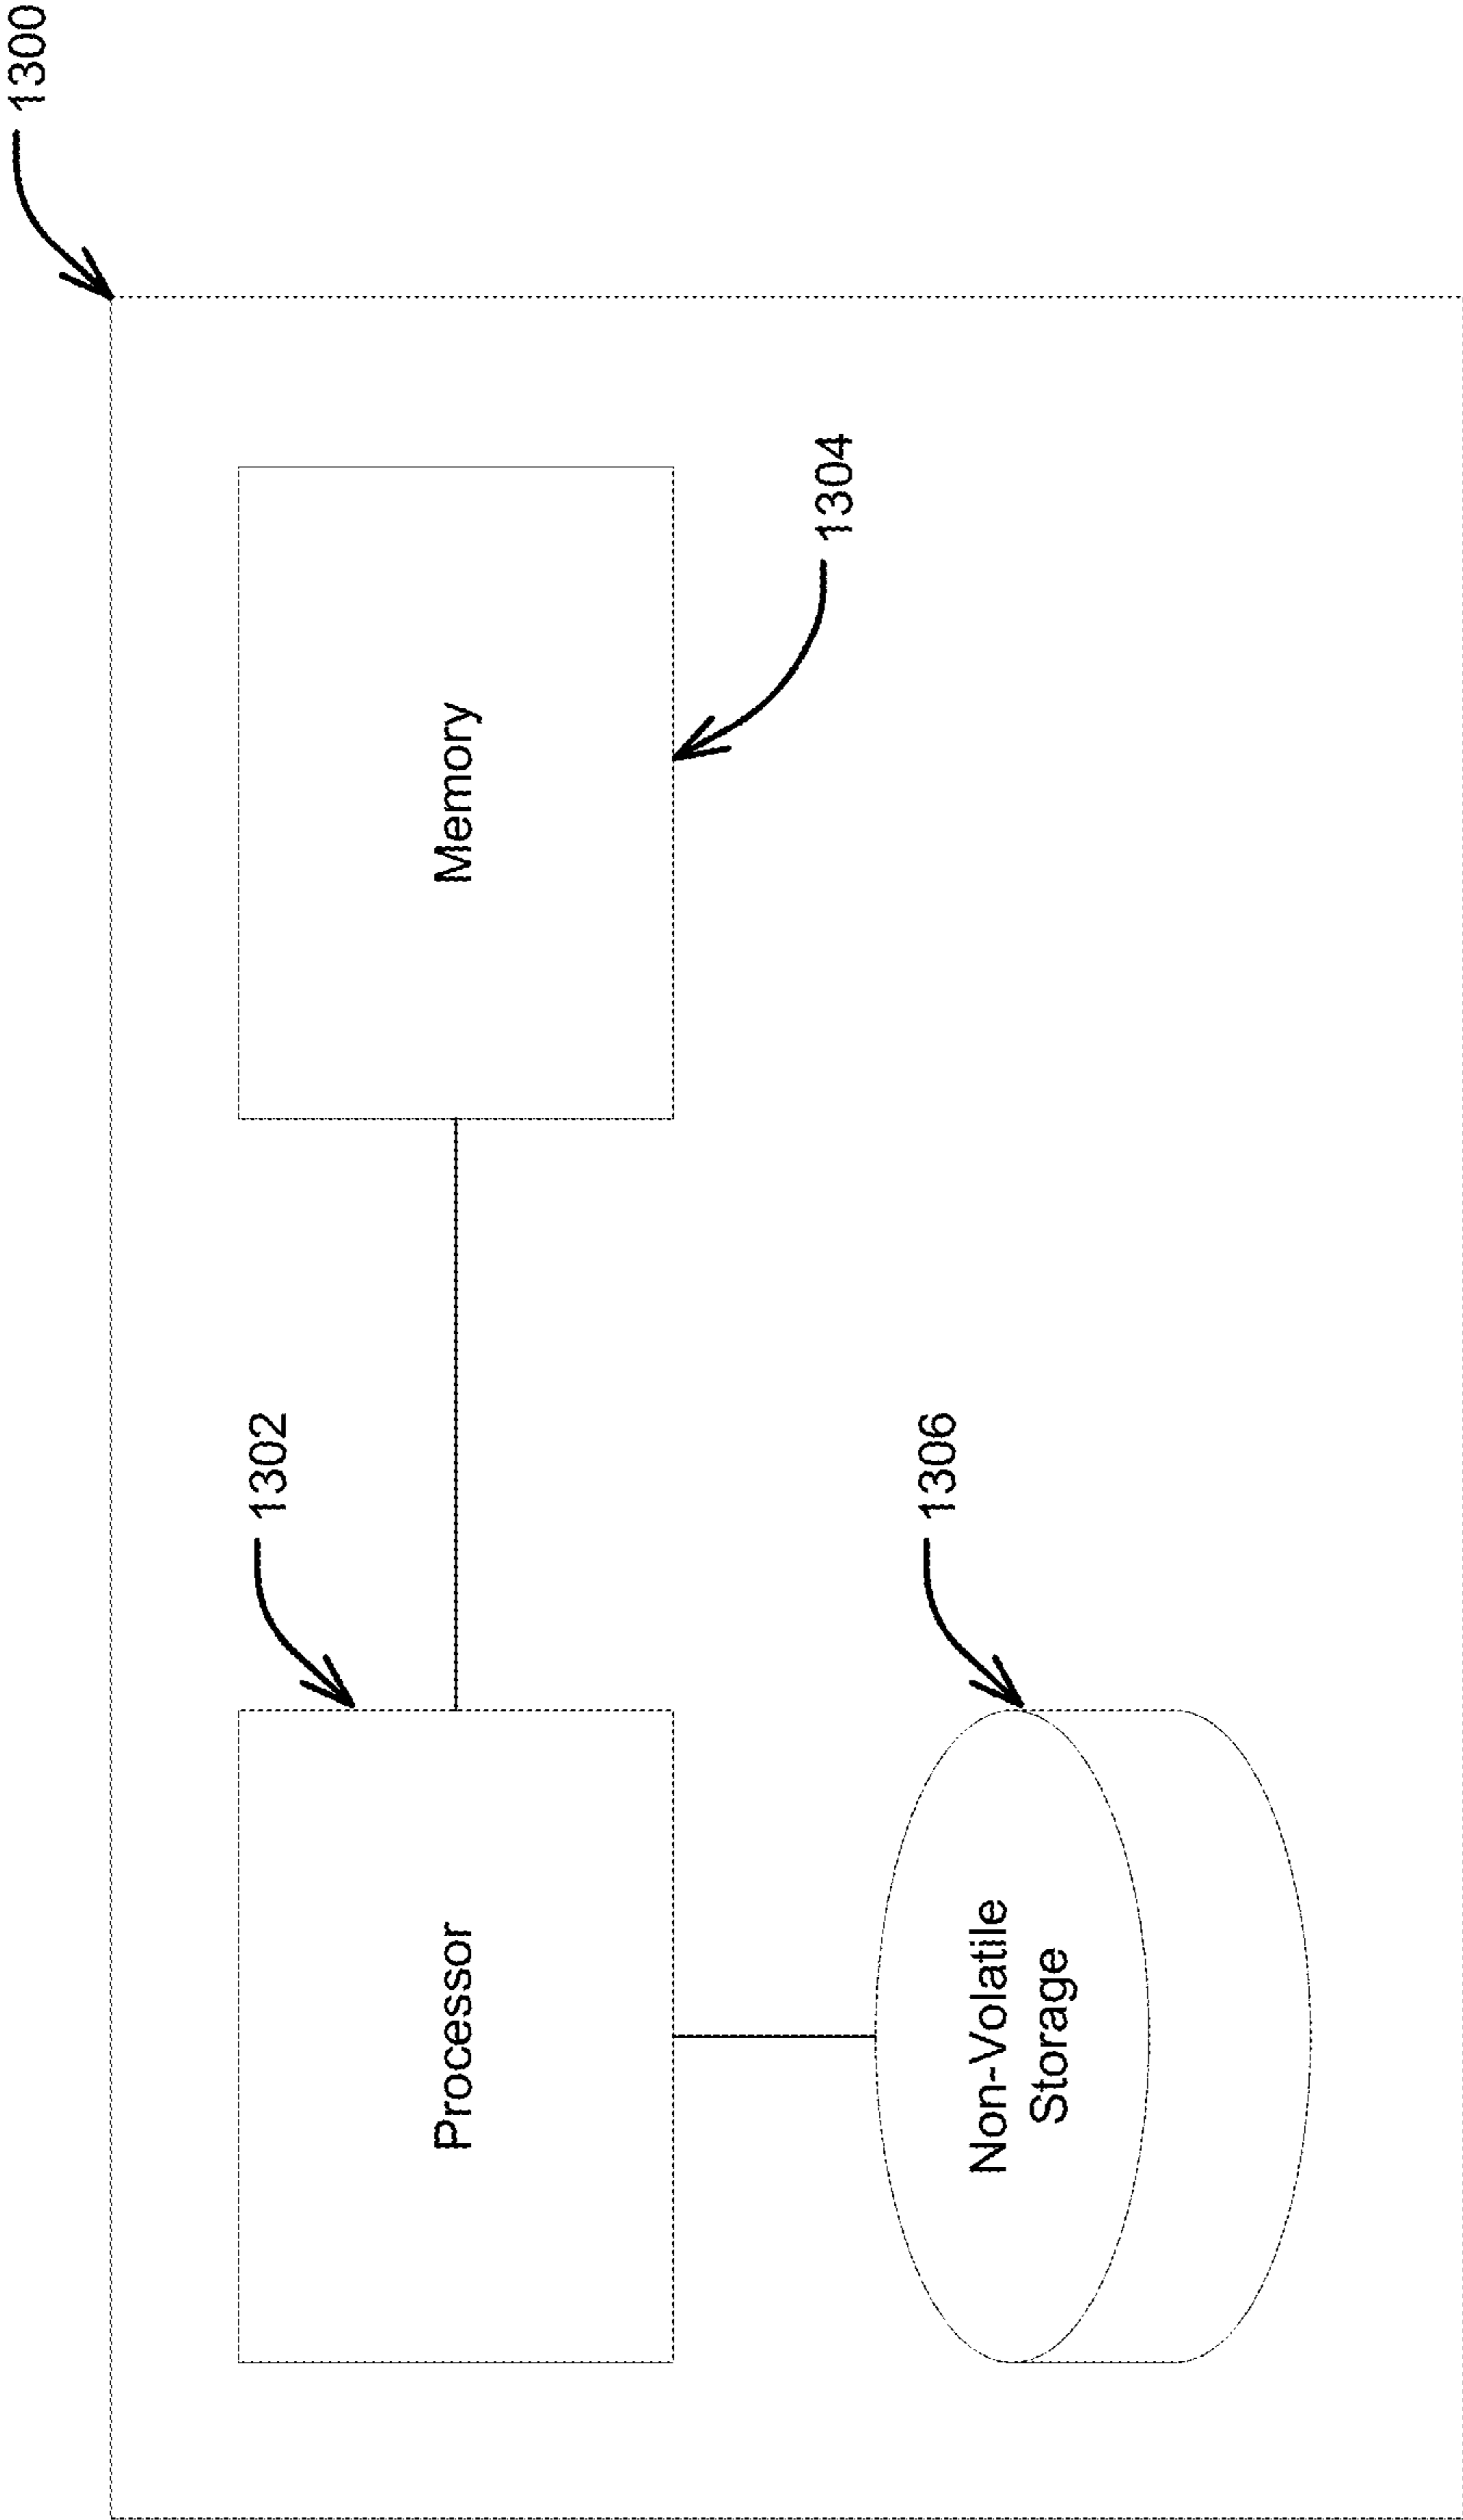 1300
1302
Processor
Memory
1304
1306
Non-Volatile
Storage